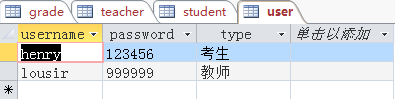 grade teacher student user
username password type 单击以添加
henry 123456 考生
lousir 999999 教师